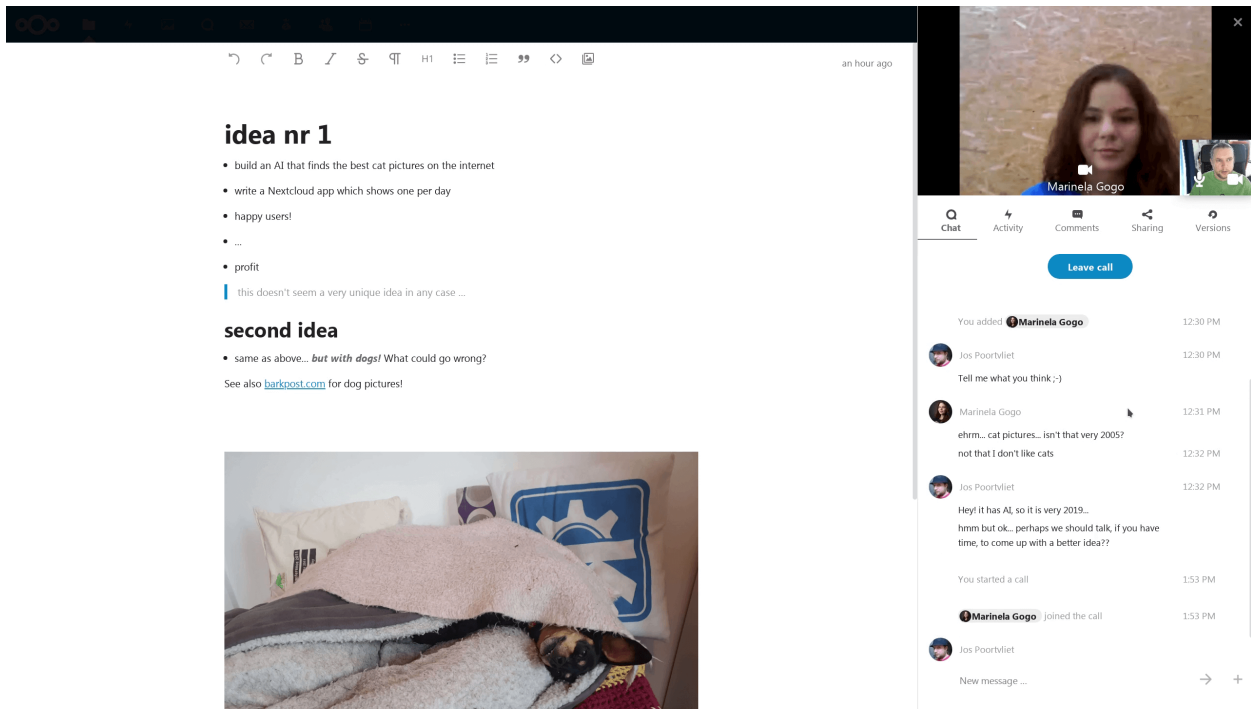 H1
an hour ago
idea nr 1
• build an AI that finds the best cat pictures on the internet
• write a Nextcloud app which shows one per day
• happy users!
• ...
• profit
this doesn't seem a very unique idea in any case ...
second idea
• same as above... but with dogs! What could go wrong?
See also barkpost.com for dog pictures!
Marinela Gogo
Chat
Activity
Comments
Sharing
Versions
Leave call
You added Marinela Gogo 12:30 PM
Jos Poortvliet 12:30 PM
Tell me what you think ;-)
Marinela Gogo 12:31 PM
ehrm... cat pictures... isn't that very 2005?
not that I don't like cats 12:32 PM
Jos Poortvliet 12:32 PM
Hey! it has AI, so it is very 2019...
hmm but ok... perhaps we should talk, if you have
time, to come up with a better idea??
You started a call 1:53 PM
Marinela Gogo joined the call 1:53 PM
Jos Poortvliet
New message ...